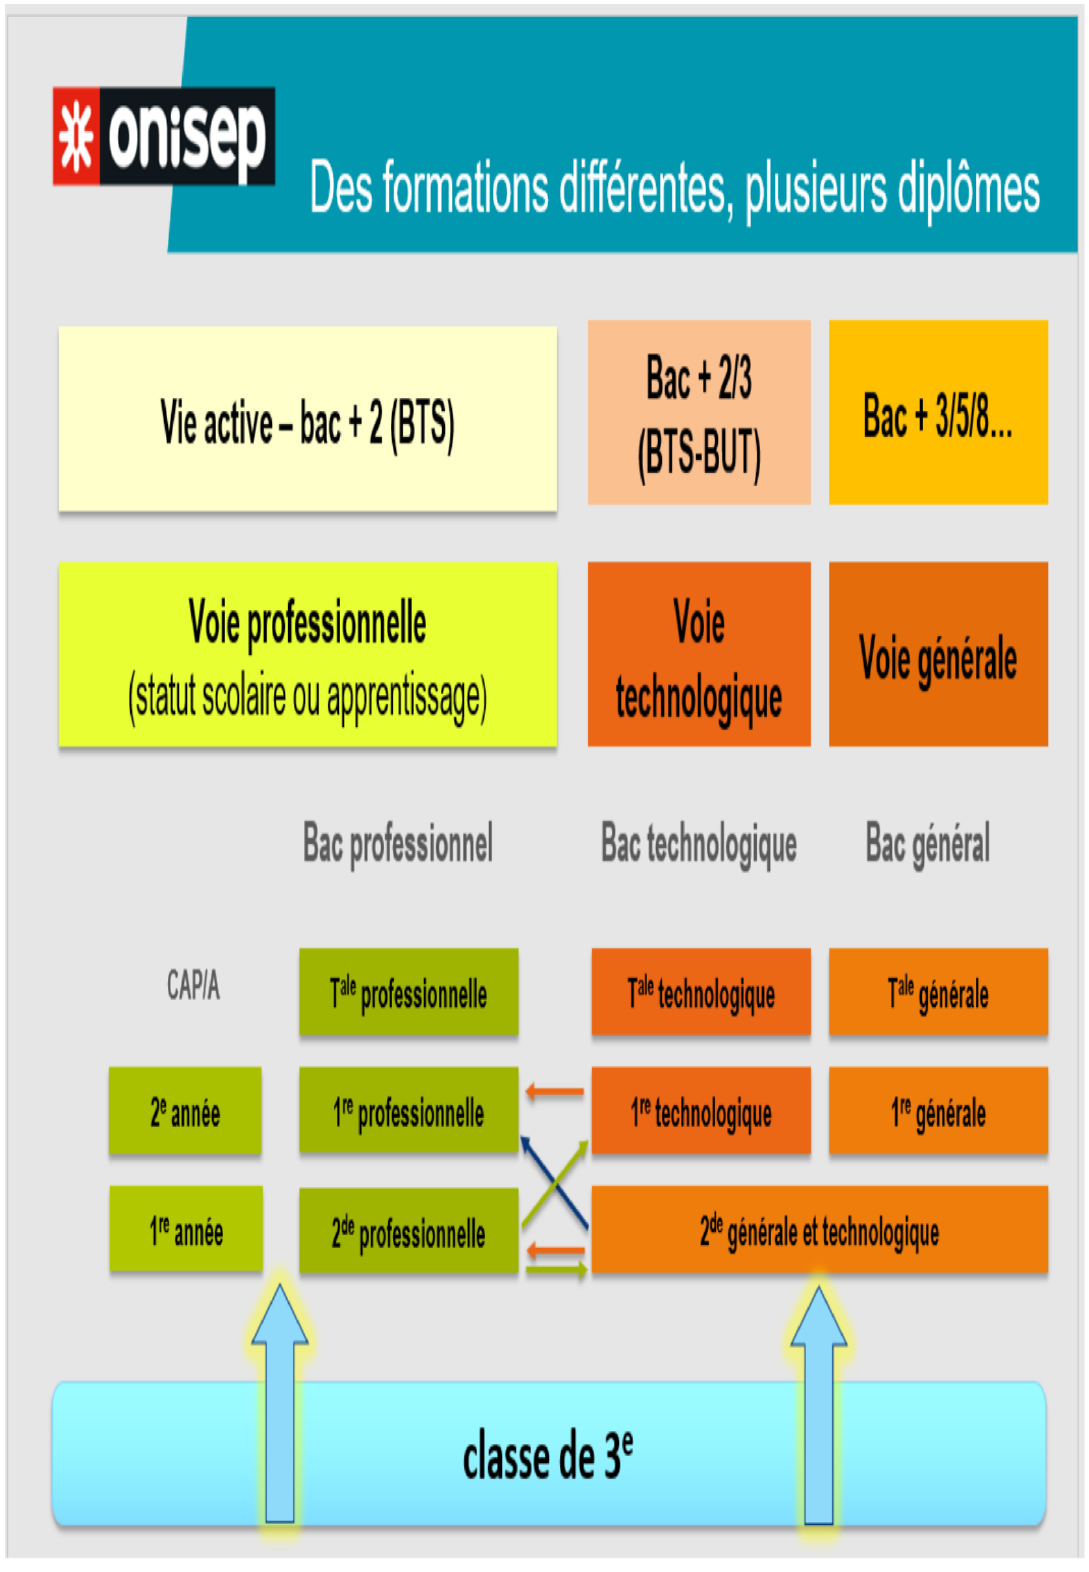 onisep
Des formations différentes, plusieurs diplômes
Vie active – bac + 2 (BTS)
Bac + 2/3
(BTS-BUT)
Bac + 3/5/8...
Voie professionnelle
(statut scolaire ou apprentissage)
Voie
technologique
Voie générale
Bac professionnel
Bac technologique
Bac général
CAP/A
Tale professionnelle
Tale technologique
Tale générale
2e année
1re professionnelle
1re technologique
1re générale
1re année
2de professionnelle
2de générale et technologique
classe de 3e